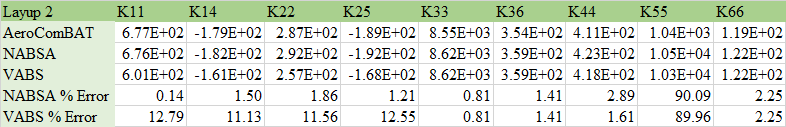 Layup 2 K11 K14 K22 K25 K33 K36 K44 K55 K66
AeroComBAT 6.77E+02 -1.79E+02 2.87E+02 -1.89E+02 8.55E+03 3.54E+02 4.11E+02 1.04E+03 1.19E+02
NABSA 6.76E+02 -1.82E+02 2.92E+02 -1.92E+02 8.62E+03 3.59E+02 4.23E+02 1.05E+04 1.22E+02
VABS 6.01E+02 -1.61E+02 2.57E+02 -1.68E+02 8.62E+03 3.59E+02 4.18E+02 1.03E+04 1.22E+02
NABSA % Error 0.14 1.50 1.86 1.21 0.81 1.41 2.89 90.09 2.25
VABS % Error 12.79 11.13 11.56 12.55 0.81 1.41 1.61 89.96 2.25